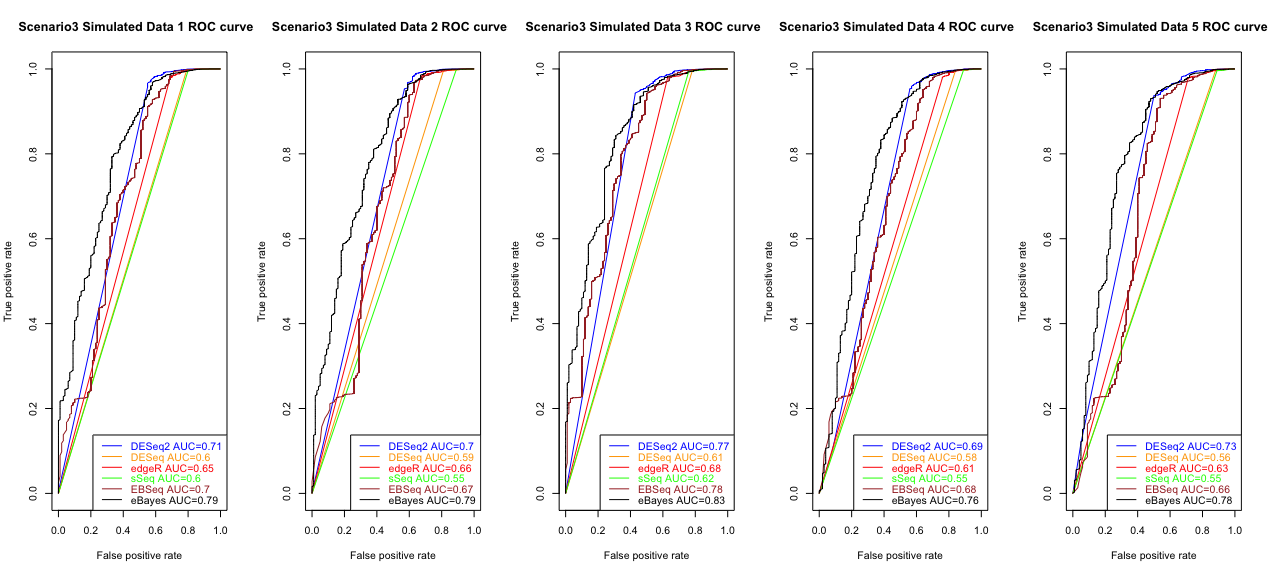 Scenario3 Simulated Data 1 ROC curve
True positive rate
1.0
0.8
0.6
0.4
0.2
0.0
DESeq2 AUC=0.71
DESeq AUC=0.6
edgeR AUC=0.65
sSeq AUC=0.6
EBSeq AUC=0.7
eBayes AUC=0.79
0.0 0.2 0.4 0.6 0.8 1.0
False positive rate
Scenario3 Simulated Data 2 ROC curve
True positive rate
1.0
0.8
0.6
0.4
0.2
0.0
DESeq2 AUC=0.7
DESeq AUC=0.59
edgeR AUC=0.66
sSeq AUC=0.55
EBSeq AUC=0.67
eBayes AUC=0.79
0.0 0.2 0.4 0.6 0.8 1.0
False positive rate
Scenario3 Simulated Data 3 ROC curve
True positive rate
1.0
0.8
0.6
0.4
0.2
0.0
DESeq2 AUC=0.77
DESeq AUC=0.61
edgeR AUC=0.68
sSeq AUC=0.62
EBSeq AUC=0.78
eBayes AUC=0.83
0.0 0.2 0.4 0.6 0.8 1.0
False positive rate
Scenario3 Simulated Data 4 ROC curve
True positive rate
1.0
0.8
0.6
0.4
0.2
0.0
DESeq2 AUC=0.69
DESeq AUC=0.58
edgeR AUC=0.61
sSeq AUC=0.55
EBSeq AUC=0.68
eBayes AUC=0.76
0.0 0.2 0.4 0.6 0.8 1.0
False positive rate
Scenario3 Simulated Data 5 ROC curve
True positive rate
1.0
0.8
0.6
0.4
0.2
0.0
DESeq2 AUC=0.73
DESeq AUC=0.56
edgeR AUC=0.63
sSeq AUC=0.55
EBSeq AUC=0.66
eBayes AUC=0.78
0.0 0.2 0.4 0.6 0.8 1.0
False positive rate